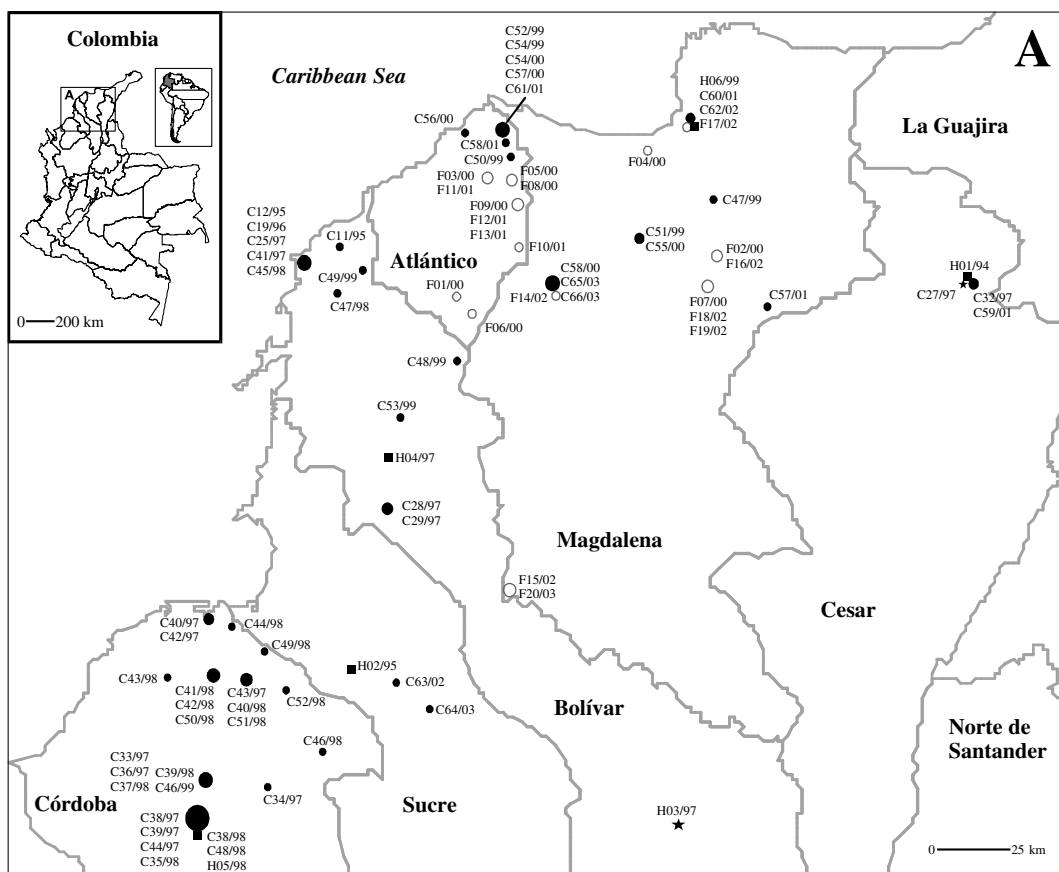 Colombia
A
0 200 km
Caribbean Sea
A
C52/99
C54/99
C54/00
C57/00
C61/01
C56/00
C58/01
C50/99
H06/99
C60/01
C62/02
F17/02
La Guajira
F04/00
F03/00
F11/01
F05/00
F08/00
F09/00
F12/01
F13/01
C47/99
C12/95
C19/96
C25/97
C41/97
C45/98
C11/95
C49/99
C47/98
Atlántico
F10/01
C51/99
C55/00
F02/00
F16/02
F01/00
F14/02
C58/00
C65/03
C66/03
F06/00
F07/00
F18/02
F19/02
C57/01
H01/94
C27/97
C32/97
C59/01
C48/99
C53/99
H04/97
C28/97
C29/97
Magdalena
F15/02
F20/03
Cesar
C40/97
C42/97
C44/98
C49/98
C43/98
C41/98
C42/98
C50/98
C43/97
C40/98
C51/98
C52/98
H02/95
C63/02
C64/03
Bolívar
Norte de
Santander
C46/98
C33/97
C36/97
C37/98
C39/98
C46/99
C34/97
Córdoba
Sucre
H03/97
C38/97
C39/97
C44/97
C35/98
C38/98
C48/98
H05/98
0 25 km